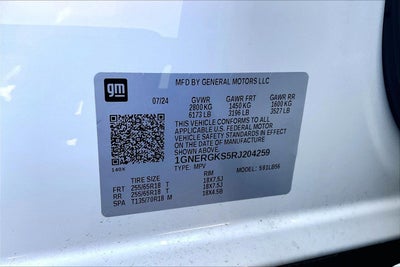 gm
MFD BY GENERAL MOTORS LLC
07/24 GVWR GAWR FRT GAWR RR
2800 KG 1450 KG 1600 KG
6173 LB 3196 LB 3527 LB
THIS VEHICLE CONFORMS TO ALL
APPLICABLE U.S. FEDERAL MOTOR
VEHICLE SAFETY STANDARDS IN EFFECT
ON THE DATE OF MANUFACTURE
SHOWN ABOVE.
1GNERGKS5RJ204259
TYPE: MPV MODEL: S91LB56
TIRE SIZE RIM
FRT 255/65R18 T 18X7.5J
RR 255/65R18 T 18X7.5J
SPA T135/70R18 M 18X4.5B